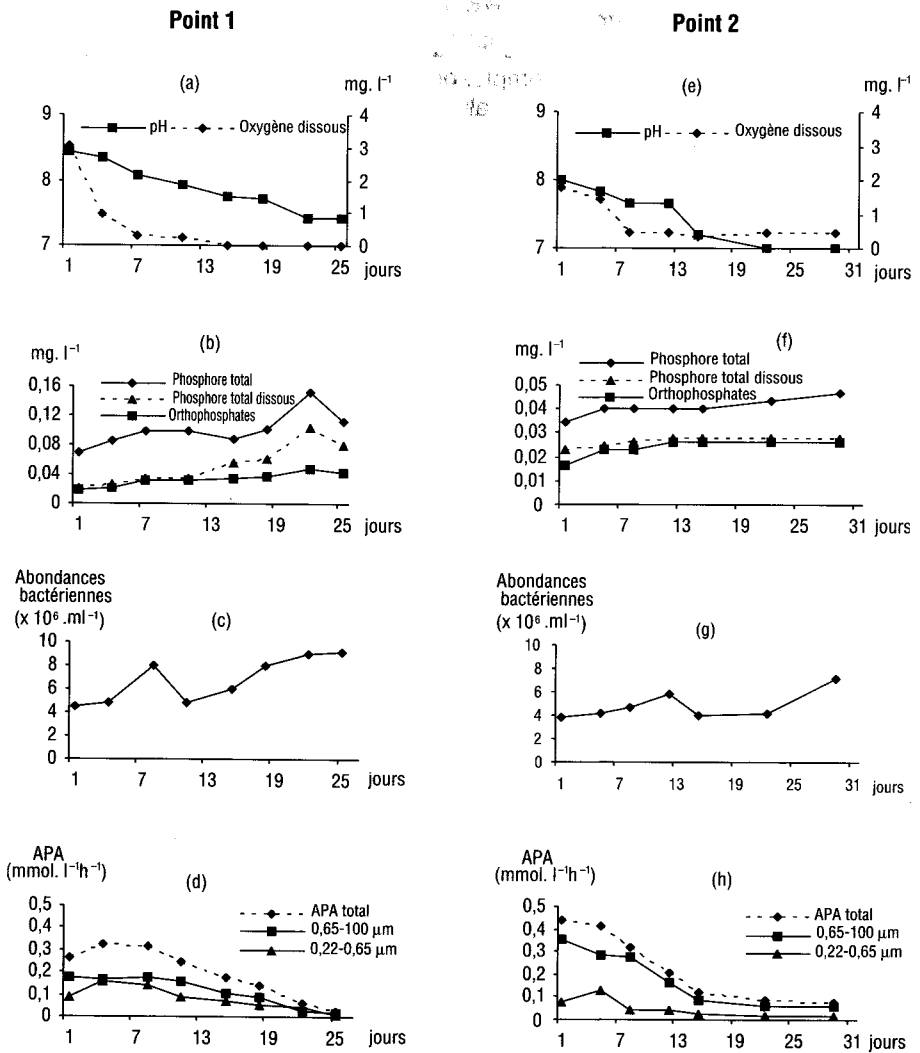 Point 1
Point 2
(a)
mg. l⁻¹
pH
Oxygène dissous
9
8
7
4
3
2
1
0
1 7 13 19 25 jours
(e)
mg. l⁻¹
pH
Oxygène dissous
9
8
7
4
3
2
1
0
1 7 13 19 25 31 jours
(b)
mg. l⁻¹
Phosphore total
Phosphore total dissous
Orthophosphates
0,16
0,12
0,08
0,04
0
1 7 13 19 25 jours
(f)
mg. l⁻¹
Phosphore total
Phosphore total dissous
Orthophosphates
0,05
0,04
0,03
0,02
0,01
0
1 7 13 19 25 31 jours
Abondances
bactériennes
(x 10⁶ .ml⁻¹)
(c)
10
8
6
4
2
0
1 7 13 19 25 jours
Abondances
bactériennes
(x 10⁶ .ml⁻¹)
(g)
10
8
6
4
2
0
1 7 13 19 25 31 jours
APA
(mmol. l⁻¹h⁻¹)
(d)
APA total
0,65-100 µm
0,22-0,65 µm
0,5
0,4
0,3
0,2
0,1
0
1 7 13 19 25 jours
APA
(mmol. l⁻¹h⁻¹)
(h)
APA total
0,65-100 µm
0,22-0,65 µm
0,5
0,4
0,3
0,2
0,1
0
1 7 13 19 25 31 jours